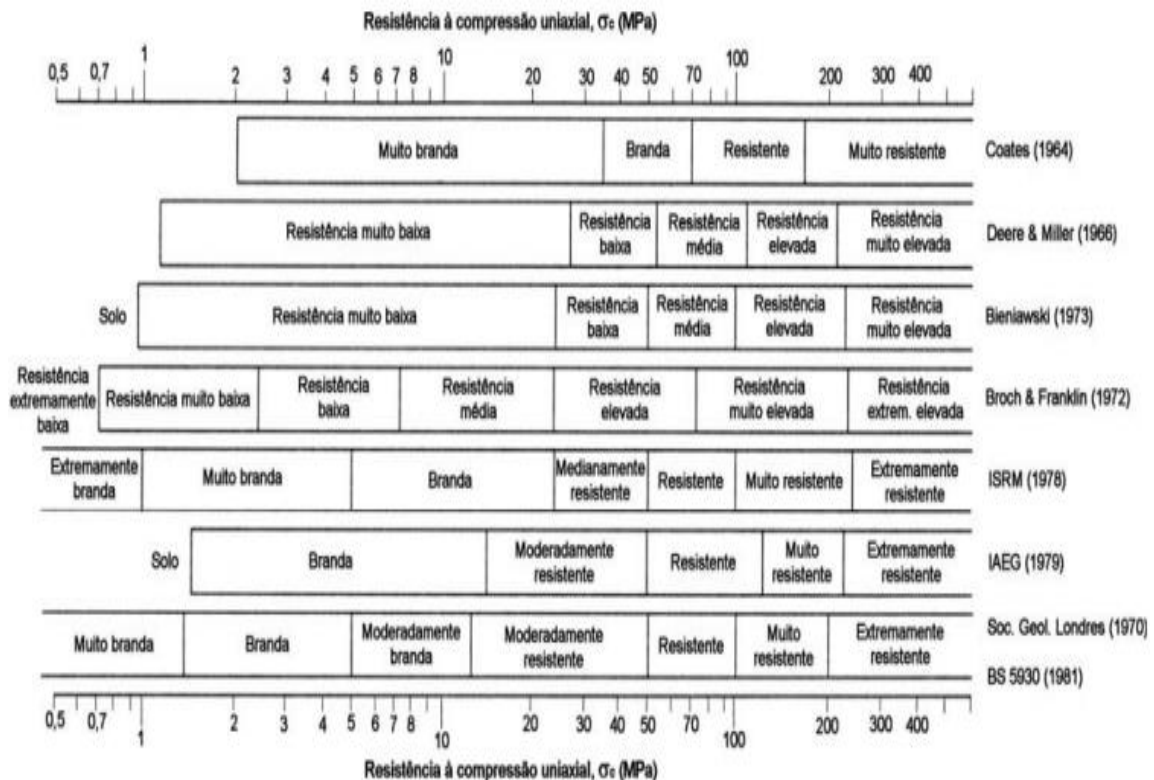 Resistência à compressão uniaxial, σc (MPa)
0,5 0,7 1 2 3 4 5 6 7 8 10 20 30 40 50 70 100 200 300 400
Muito branda Branda Resistente Muito resistente Coates (1964)
Resistência muito baixa Resistência baixa Resistência média Resistência elevada Resistência muito elevada Deere & Miller (1966)
Solo Resistência muito baixa Resistência baixa Resistência média Resistência elevada Resistência muito elevada Bieniawski (1973)
Resistência extremamente baixa Resistência muito baixa Resistência baixa Resistência média Resistência elevada Resistência muito elevada Resistência extrem. elevada Broch & Franklin (1972)
Extremamente branda Muito branda Branda Medianamente resistente Resistente Muito resistente Extremamente resistente ISRM (1978)
Solo Branda Moderadamente resistente Resistente Muito resistente Extremamente resistente IAEG (1979)
Muito branda Branda Moderadamente branda Moderadamente resistente Resistente Muito resistente Extremamente resistente Soc. Geol. Londres (1970)
BS 5930 (1981)
0,5 0,7 1 2 3 4 5 6 7 8 10 20 30 40 50 70 100 200 300 400
Resistência à compressão uniaxial, σc (MPa)